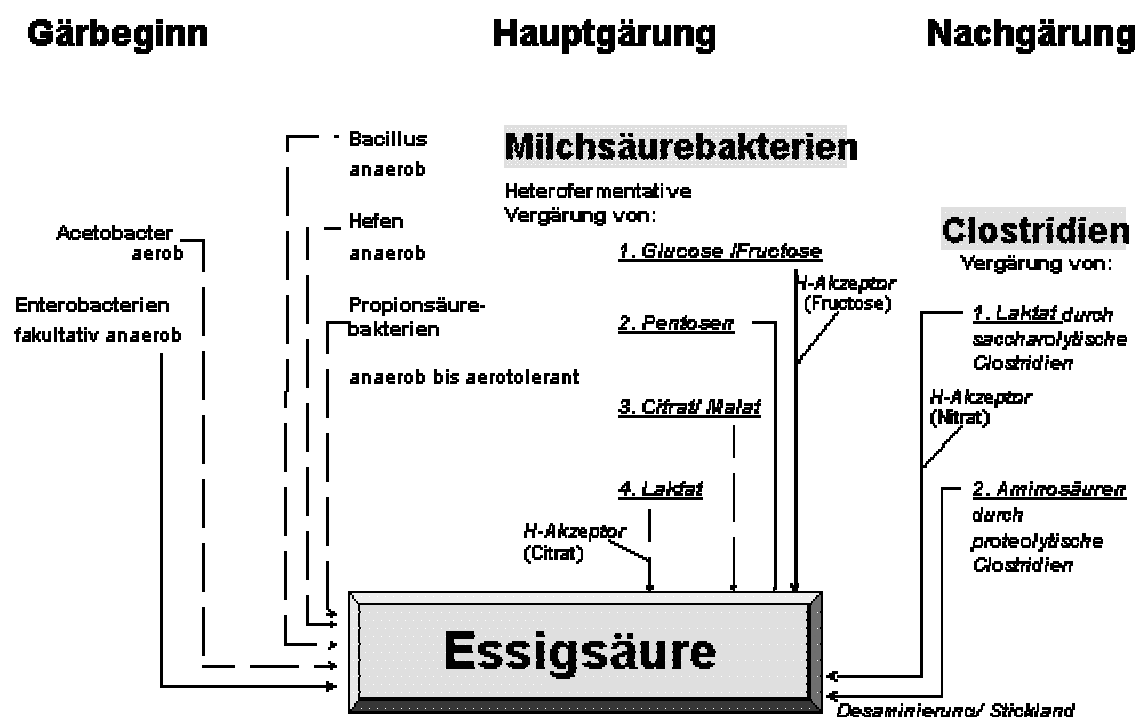 Gärbeginn
Hauptgärung
Nachgärung
Acetobacter
aerob
Enterobacterien
fakultativ anaerob
Bacillus
anaerob
Hefen
anaerob
Propionsäure-
bakterien
anaerob bis aerotolerant
Milchsäurebakterien
Heterofermentative
Vergärung von:
1. Glucose /Fructose
H-Akzeptor
(Fructose)
2. Pentosen
3. Citrat/ Malat
4. Laktat
H-Akzeptor
(Citrat)
Clostridien
Vergärung von:
1. Laktat durch
saccharolytische
Clostridien
H-Akzeptor
(Nitrat)
2. Aminosäuren
durch
proteolytische
Clostridien
Essigsäure
Desaminierung/ Stickland